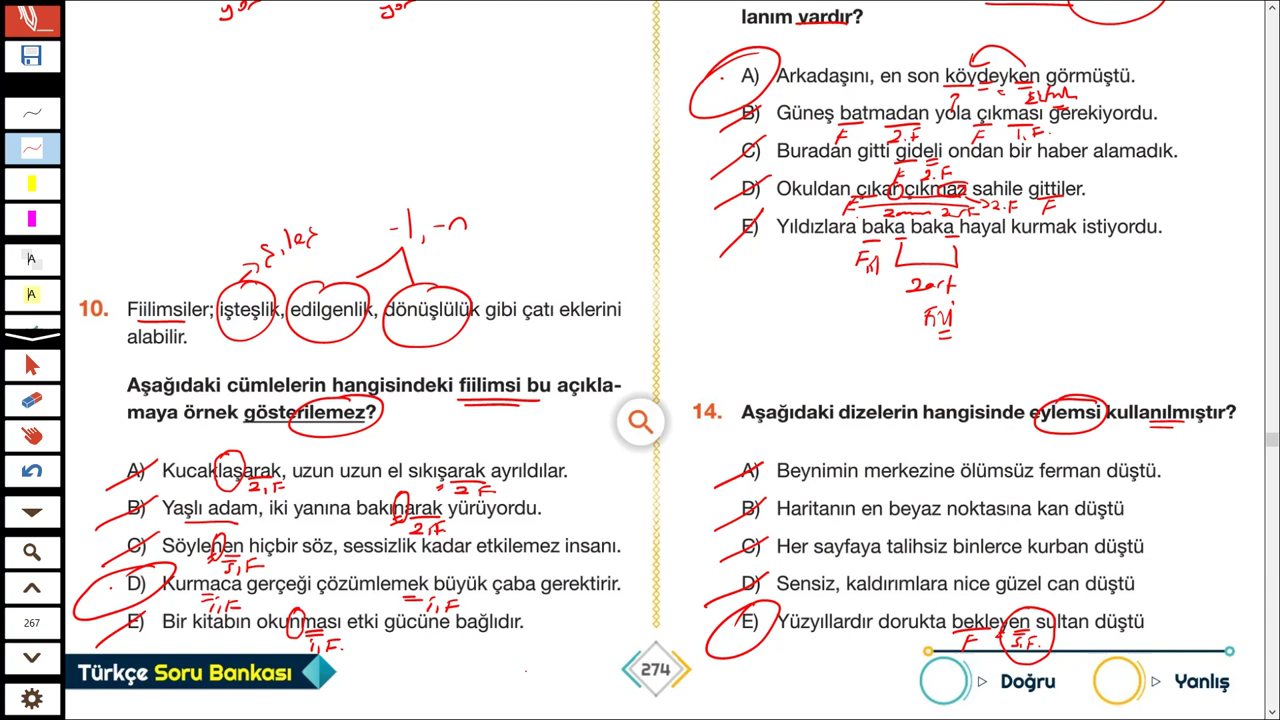 -l, -n
ş, leş
10. Fiilimsiler; işteşlik, edilgenlik, dönüşlülük gibi çatı eklerini
alabilir.
Aşağıdaki cümlelerin hangisindeki fiilimsi bu açıkla-
maya örnek gösterilemez?
A) Kucaklaşarak, uzun uzun el sıkışarak ayrıldılar.
Z.F Z.F
B) Yaşlı adam, iki yanına bakınarak yürüyordu.
Z.F
C) Söylenen hiçbir söz, sessizlik kadar etkilemez insanı.
S.F
D) Kurmaca gerçeği çözümlemek büyük çaba gerektirir.
i.F i.F
E) Bir kitabın okunması etki gücüne bağlıdır.
i.F.
Türkçe Soru Bankası
274
lanım vardır?
A) Arkadaşını, en son köydeyken görmüştü.
B) Güneş batmadan yola çıkması gerekiyordu.
F Z.F F İ.F.
C) Buradan gitti gideli ondan bir haber alamadık.
F Z.F
D) Okuldan çıkar çıkmaz sahile gittiler.
F Z.F F
E) Yıldızlara baka baka hayal kurmak istiyordu.
Fiil
Zarf
Fiil
14. Aşağıdaki dizelerin hangisinde eylemsi kullanılmıştır?
A) Beynimin merkezine ölümsüz ferman düştü.
B) Haritanın en beyaz noktasına kan düştü
C) Her sayfaya talihsiz binlerce kurban düştü
D) Sensiz, kaldırımlara nice güzel can düştü
E) Yüzyıllardır dorukta bekleyen sultan düştü
F S.F.
Doğru Yanlış
A
A
267